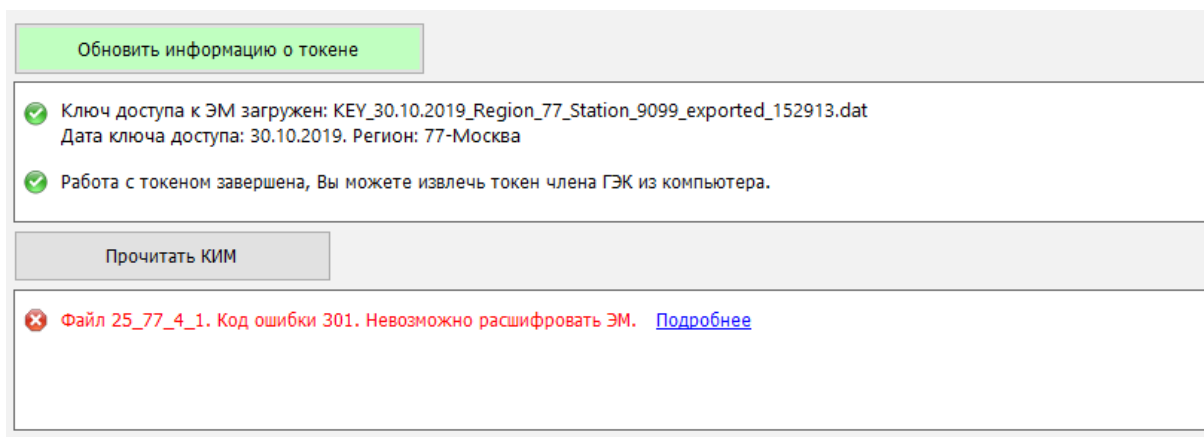 Обновить информацию о токене
Ключ доступа к ЭМ загружен: KEY_30.10.2019_Region_77_Station_9099_exported_152913.dat
Дата ключа доступа: 30.10.2019. Регион: 77-Москва
Работа с токеном завершена, Вы можете извлечь токен члена ГЭК из компьютера.
Прочитать КИМ
Файл 25_77_4_1. Код ошибки 301. Невозможно расшифровать ЭМ. Подробнее